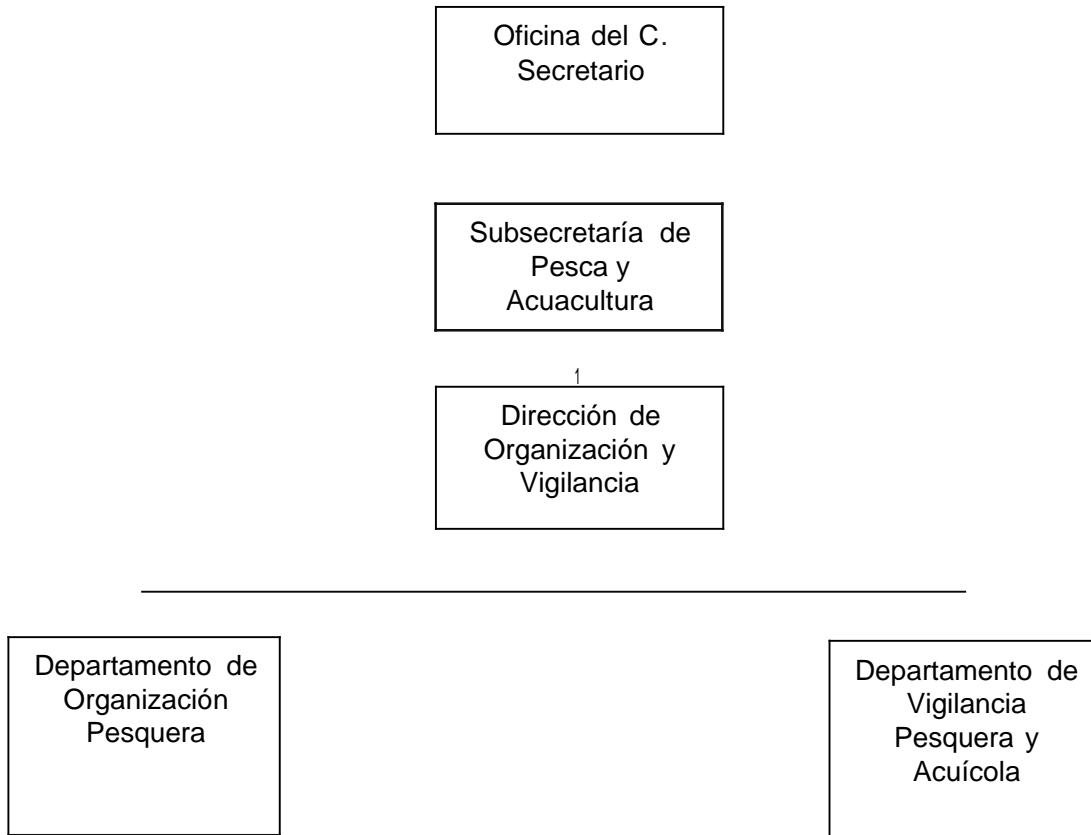 Oficina del C.
Secretario
Subsecretaría de
Pesca y
Acuacultura
1
Dirección de
Organización y
Vigilancia
Departamento de
Organización
Pesquera
Departamento de
Vigilancia
Pesquera y
Acuícola